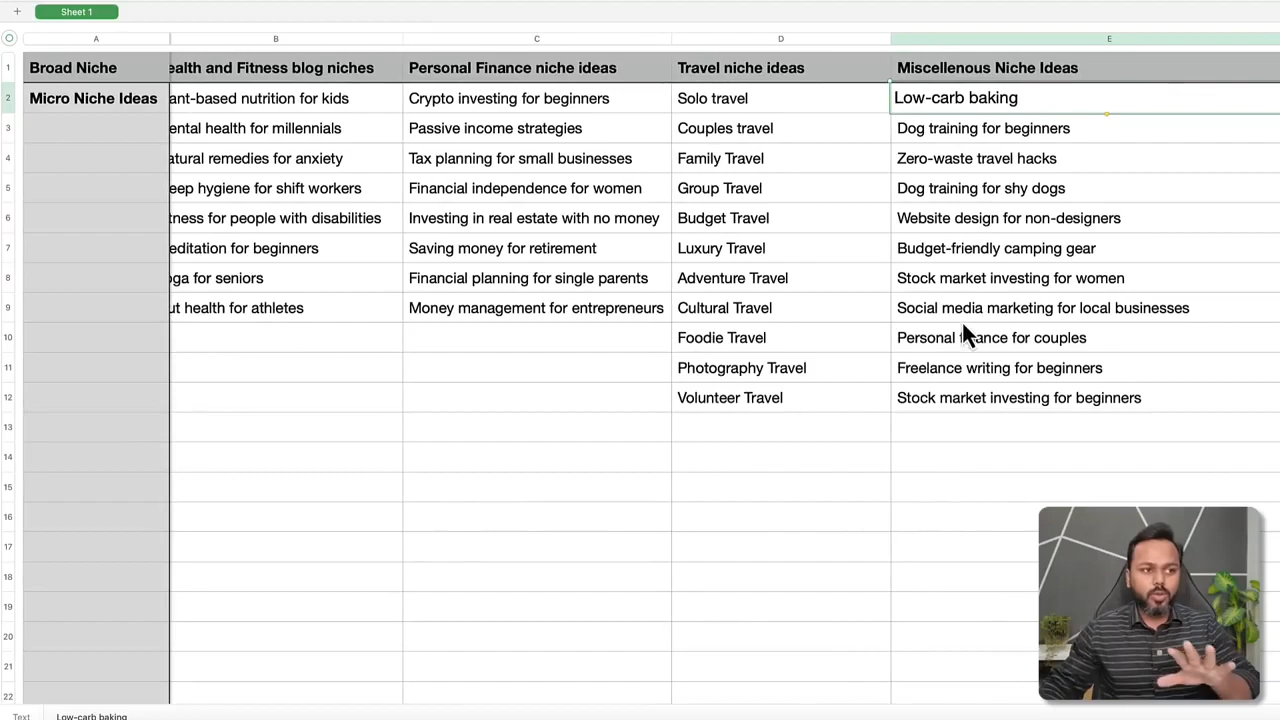 + Sheet 1
A B C D E
1 Broad Niche ealth and Fitness blog niches Personal Finance niche ideas Travel niche ideas Miscellenous Niche Ideas
2 Micro Niche Ideas ant-based nutrition for kids Crypto investing for beginners Solo travel Low-carb baking
3 ental health for millennials Passive income strategies Couples travel Dog training for beginners
4 atural remedies for anxiety Tax planning for small businesses Family Travel Zero-waste travel hacks
5 eep hygiene for shift workers Financial independence for women Group Travel Dog training for shy dogs
6 tness for people with disabilities Investing in real estate with no money Budget Travel Website design for non-designers
7 editation for beginners Saving money for retirement Luxury Travel Budget-friendly camping gear
8 oga for seniors Financial planning for single parents Adventure Travel Stock market investing for women
9 ut health for athletes Money management for entrepreneurs Cultural Travel Social media marketing for local businesses
10 Foodie Travel Personal finance for couples
11 Photography Travel Freelance writing for beginners
12 Volunteer Travel Stock market investing for beginners
13
14
15
16
17
18
19
20
21
22
Text Low-carb baking